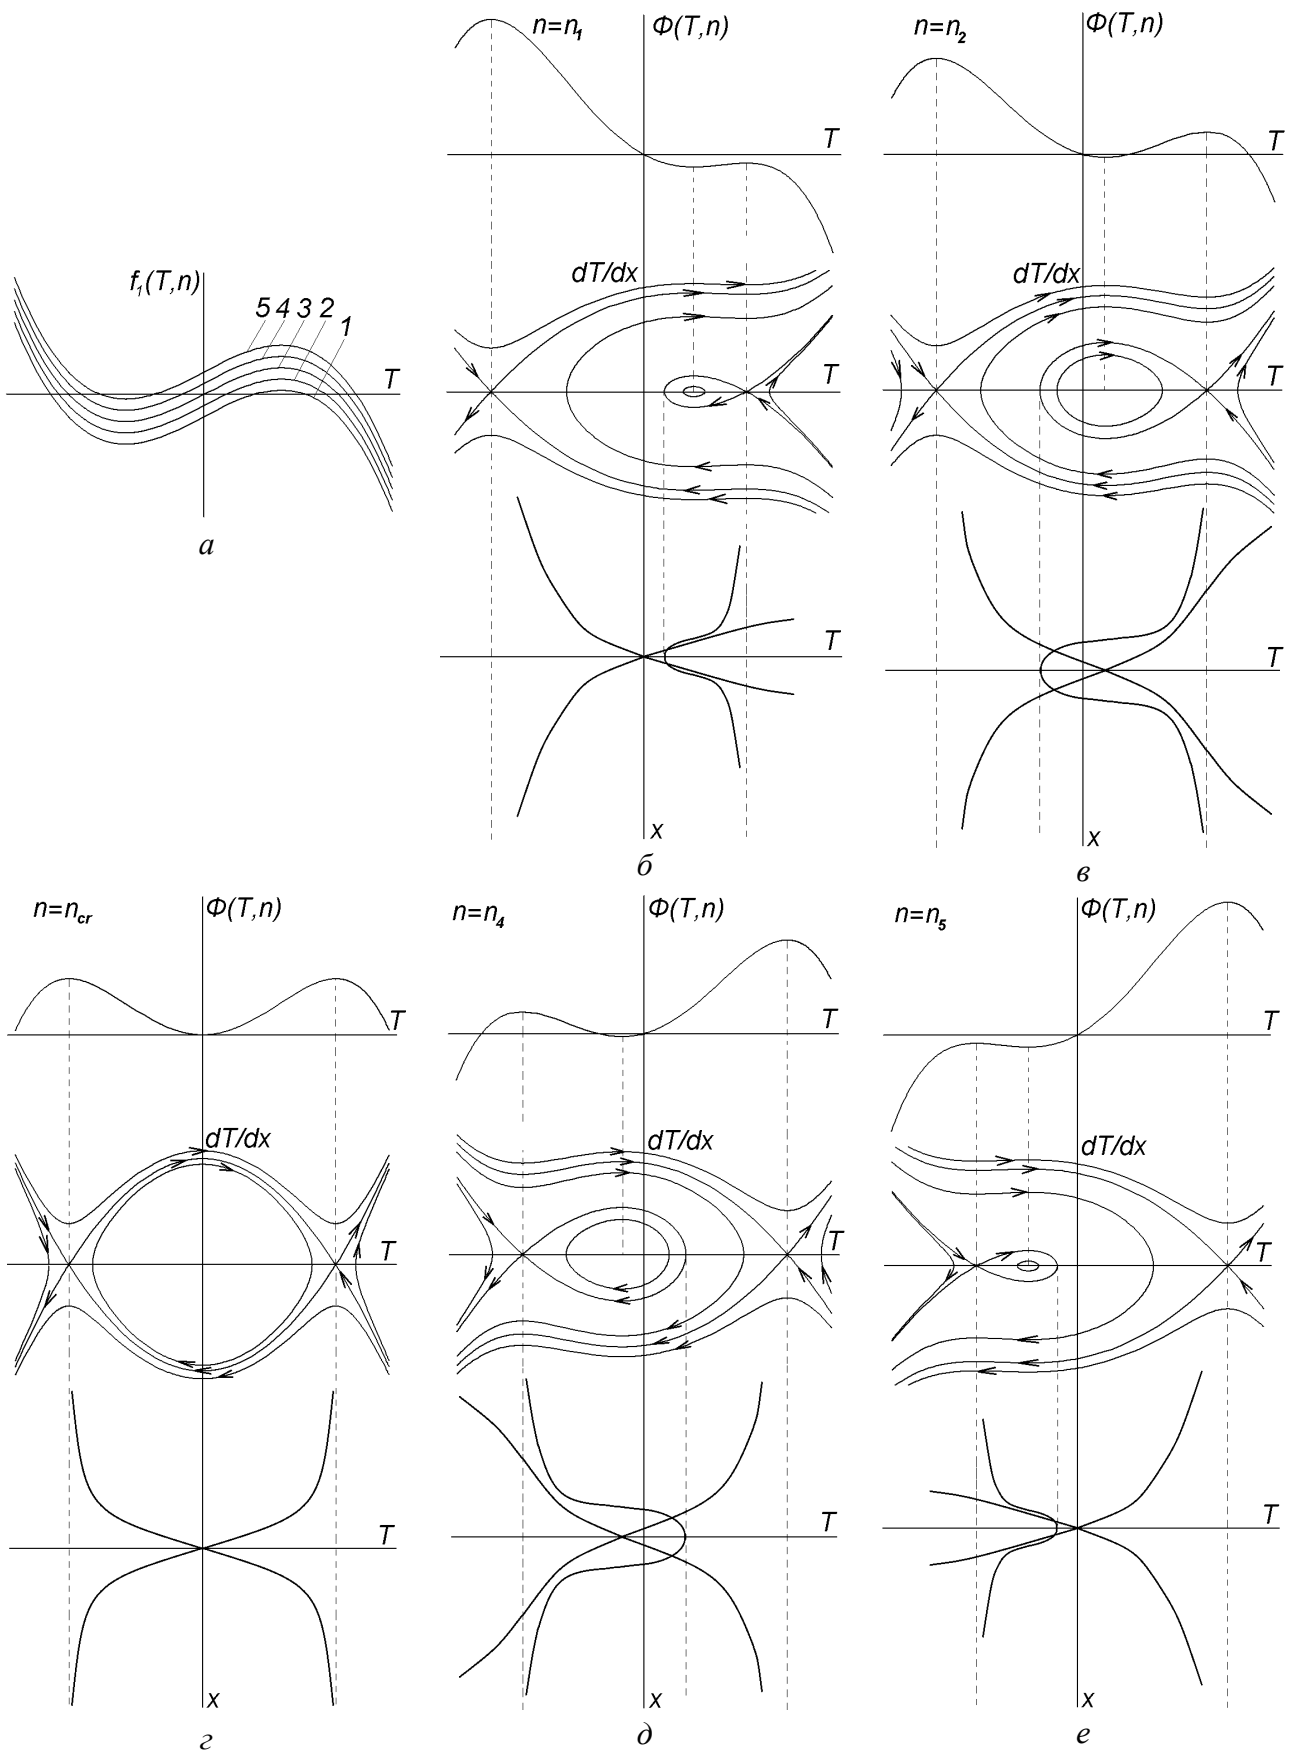 n=n₁
Φ(T,n)
T
dT/dx
T
T
x
б
n=n₂
Φ(T,n)
T
dT/dx
T
T
x
в
f₁(T,n)
5 4 3 2 1
T
а
n=n_cr
Φ(T,n)
T
dT/dx
T
T
x
г
n=n₄
Φ(T,n)
T
dT/dx
T
T
x
д
n=n₅
Φ(T,n)
T
dT/dx
T
T
е